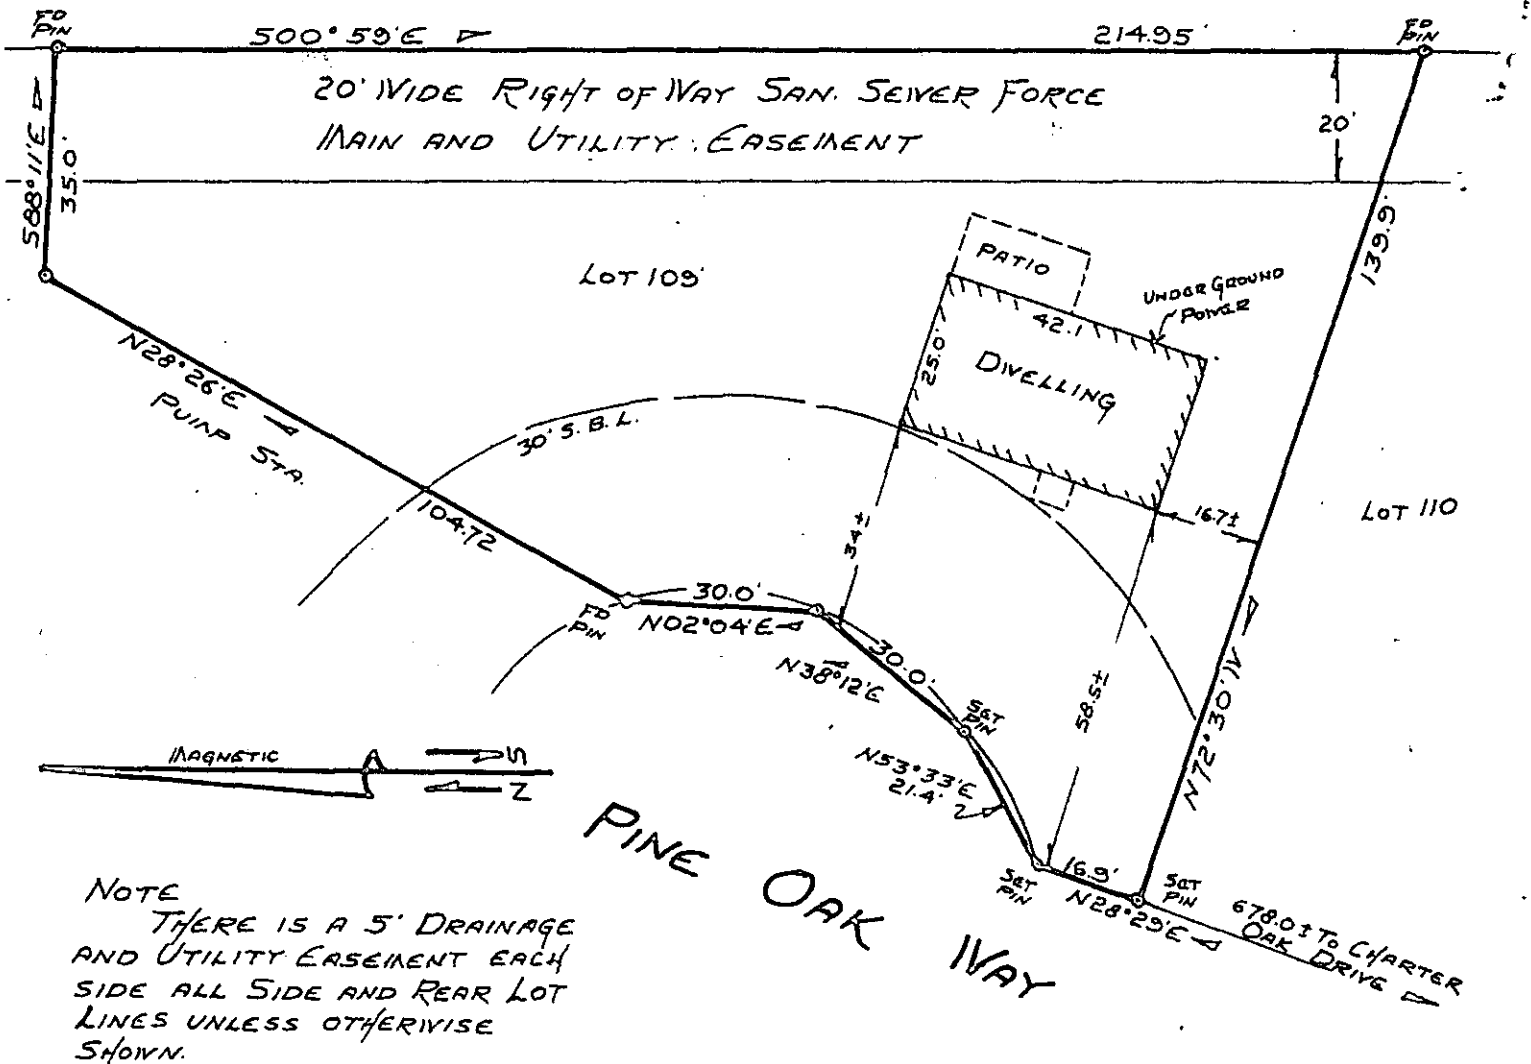 FD
PIN
S00°59'E
214.95'
FD
PIN
20' WIDE RIGHT OF WAY SAN. SEWER FORCE
MAIN AND UTILITY EASEMENT
20'
S88°11'E
35.0'
139.9'
LOT 109
PATIO
UNDER GROUND
POWER
42.1
25.0'
DWELLING
N28°26'E
PUMP STA.
104.72
30' S.B.L.
LOT 110
16.7±
34±
30.0'
FD
PIN
N02°04'E
30.0'
N38°12'E
SET
PIN
58.5±
N72°30'W
N53°33'E
21.4'
MAGNETIC
S
N
PINE OAK WAY
SET
PIN
16.9'
N28°29'E
SET
PIN
678.0± TO CHARTER
OAK DRIVE
NOTE
THERE IS A 5' DRAINAGE
AND UTILITY EASEMENT EACH
SIDE ALL SIDE AND REAR LOT
LINES UNLESS OTHERWISE
SHOWN.